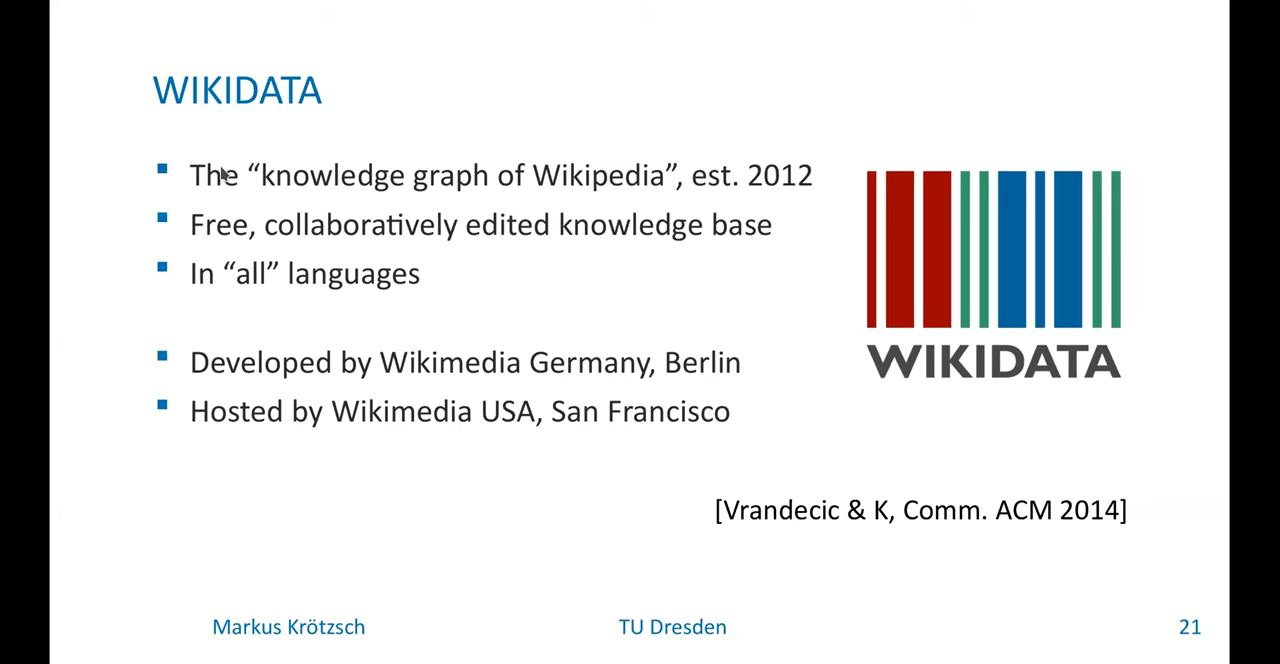 WIKIDATA
The “knowledge graph of Wikipedia”, est. 2012
Free, collaboratively edited knowledge base
In “all” languages
WIKIDATA
Developed by Wikimedia Germany, Berlin
Hosted by Wikimedia USA, San Francisco
[Vrandecic & K, Comm. ACM 2014]
Markus Krötzsch
TU Dresden
21